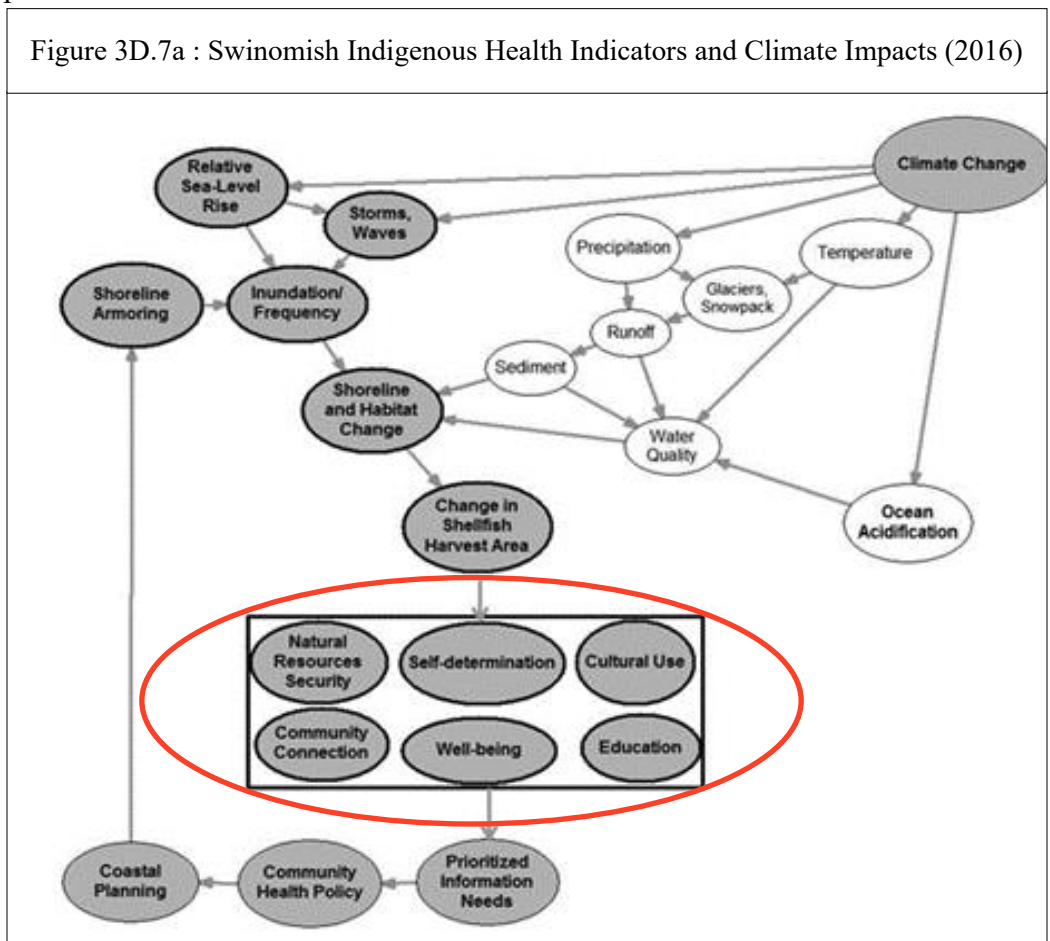 Figure 3D.7a : Swinomish Indigenous Health Indicators and Climate Impacts (2016)
Climate Change
Relative
Sea-Level
Rise
Storms,
Waves
Precipitation
Temperature
Glaciers,
Snowpack
Shoreline
Armoring
Inundation/
Frequency
Runoff
Sediment
Shoreline
and Habitat
Change
Water
Quality
Change in
Shellfish
Harvest Area
Ocean
Acidification
Natural
Resources
Security
Self-determination
Cultural Use
Community
Connection
Well-being
Education
Coastal
Planning
Community
Health Policy
Prioritized
Information
Needs